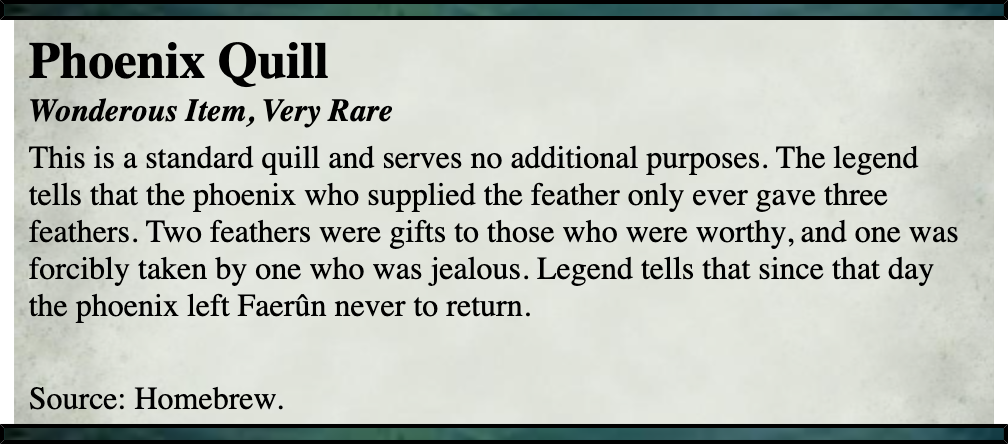 Phoenix Quill
Wonderous Item, Very Rare
This is a standard quill and serves no additional purposes. The legend
tells that the phoenix who supplied the feather only ever gave three
feathers. Two feathers were gifts to those who were worthy, and one was
forcibly taken by one who was jealous. Legend tells that since that day
the phoenix left Faerûn never to return.
Source: Homebrew.